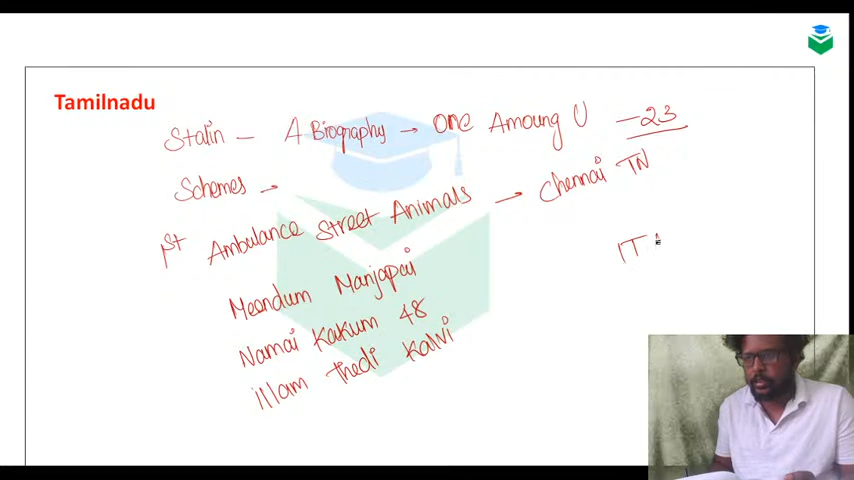 Tamilnadu
Stalin - A Biography → One Amoung U - 23
Schemes →
1st Ambulance Street Animals → Chennai TN
Meendum Manjapai
Namai Kakum 48
illam thedi Kalvi
IT